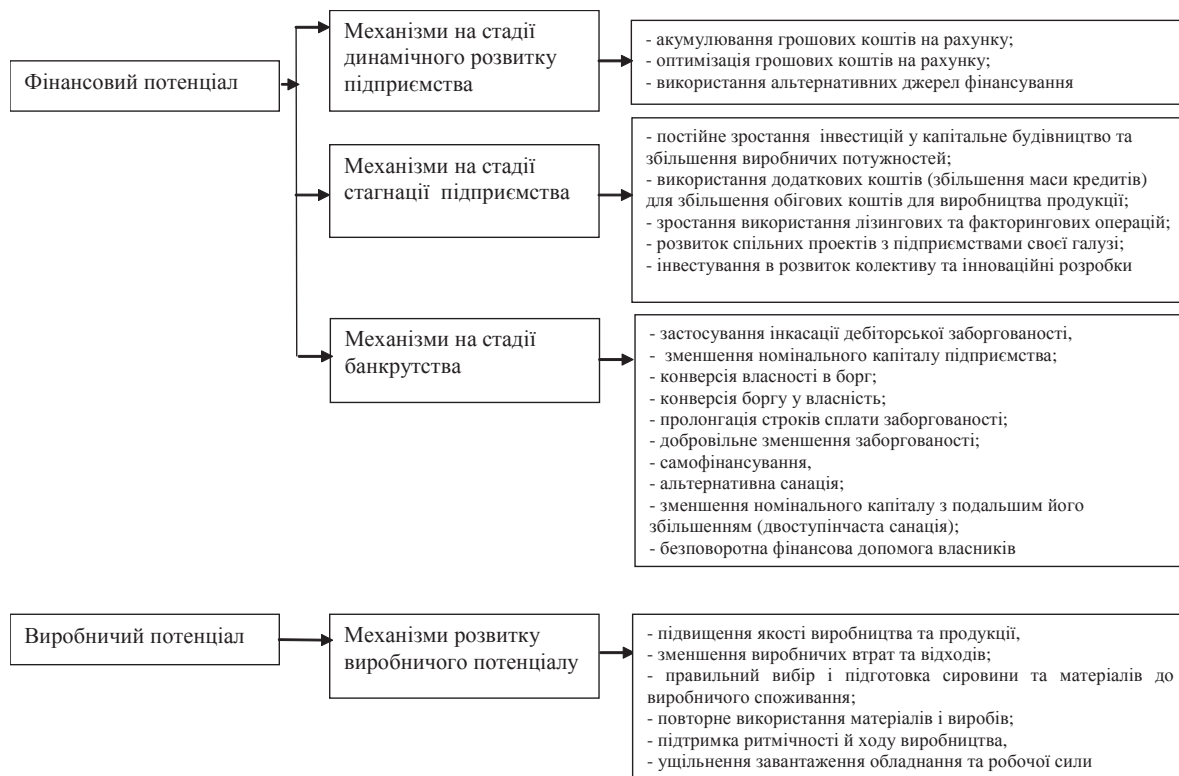 Фінансовий потенціал
Механізми на стадії
динамічного розвитку
підприємства
- акумулювання грошових коштів на рахунку;
- оптимізація грошових коштів на рахунку;
- використання альтернативних джерел фінансування
Механізми на стадії
стагнації підприємства
- постійне зростання інвестицій у капітальне будівництво та
збільшення виробничих потужностей;
- використання додаткових коштів (збільшення маси кредитів)
для збільшення обігових коштів для виробництва продукції;
- зростання використання лізингових та факторингових операцій;
- розвиток спільних проектів з підприємствами своєї галузі;
- інвестування в розвиток колективу та інноваційні розробки
Механізми на стадії
банкрутства
- застосування інкасації дебіторської заборгованості,
- зменшення номінального капіталу підприємства;
- конверсія власності в борг;
- конверсія боргу у власність;
- пролонгація строків сплати заборгованості;
- добровільне зменшення заборгованості;
- самофінансування,
- альтернативна санація;
- зменшення номінального капіталу з подальшим його
збільшенням (двоступінчаста санація);
- безповоротна фінансова допомога власників
Виробничий потенціал
Механізми розвитку
виробничого потенціалу
- підвищення якості виробництва та продукції,
- зменшення виробничих втрат та відходів;
- правильний вибір і підготовка сировини та матеріалів до
виробничого споживання;
- повторне використання матеріалів і виробів;
- підтримка ритмічності й ходу виробництва,
- ущільнення завантаження обладнання та робочої сили